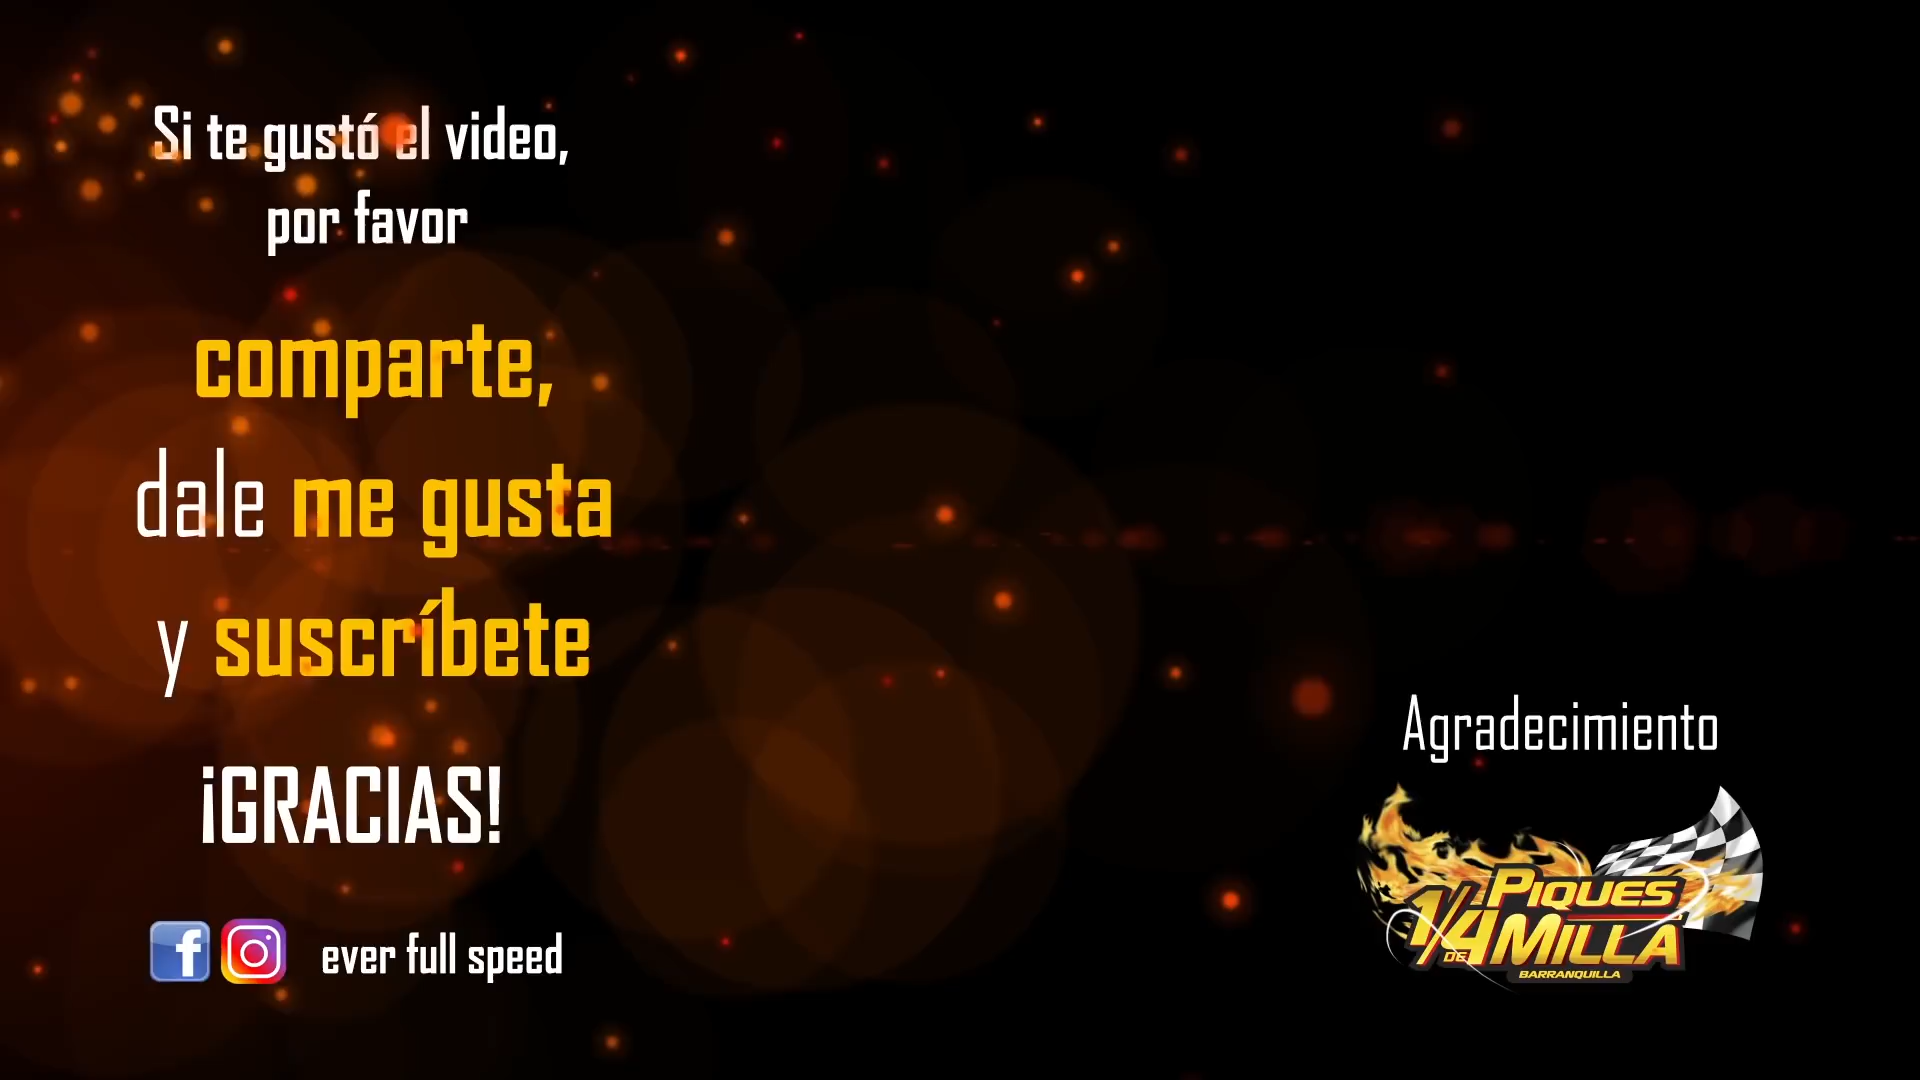 Si te gustó el video,
por favor
comparte,
dale me gusta
y suscríbete
¡GRACIAS!
f ever full speed
Agradecimiento
PIQUES
1/4 DE MILLA
BARRANQUILLA